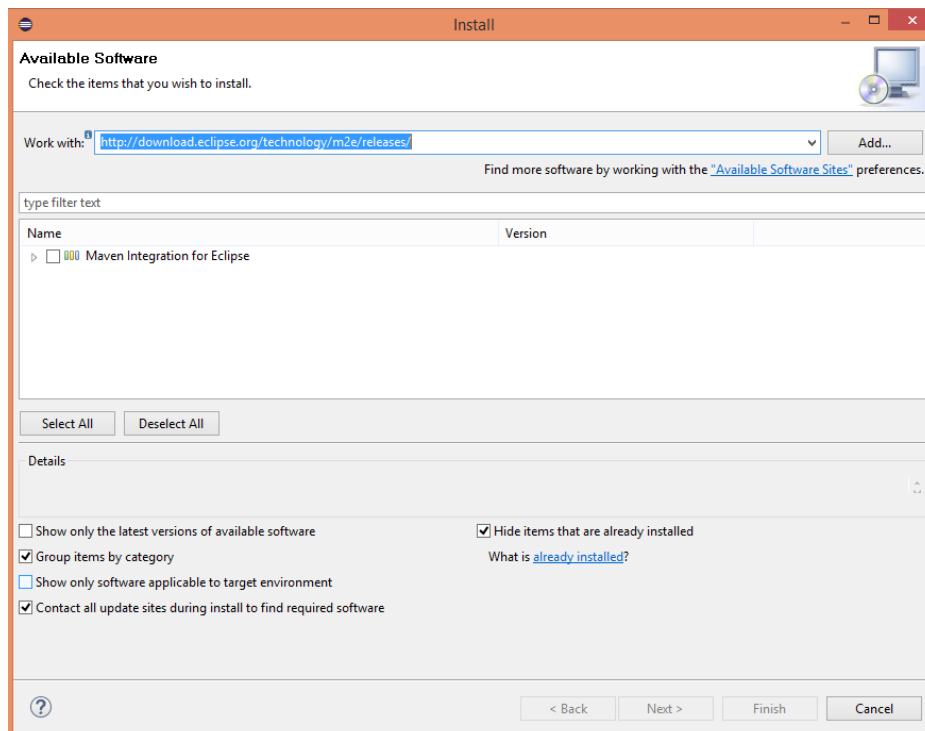 Install
Available Software
Check the items that you wish to install.
Work with: http://download.eclipse.org/technology/m2e/releases/ Add...
Find more software by working with the "Available Software Sites" preferences.
type filter text
Name Version
Maven Integration for Eclipse
Select All Deselect All
Details
Show only the latest versions of available software Hide items that are already installed
Group items by category What is already installed?
Show only software applicable to target environment
Contact all update sites during install to find required software
? < Back Next > Finish Cancel